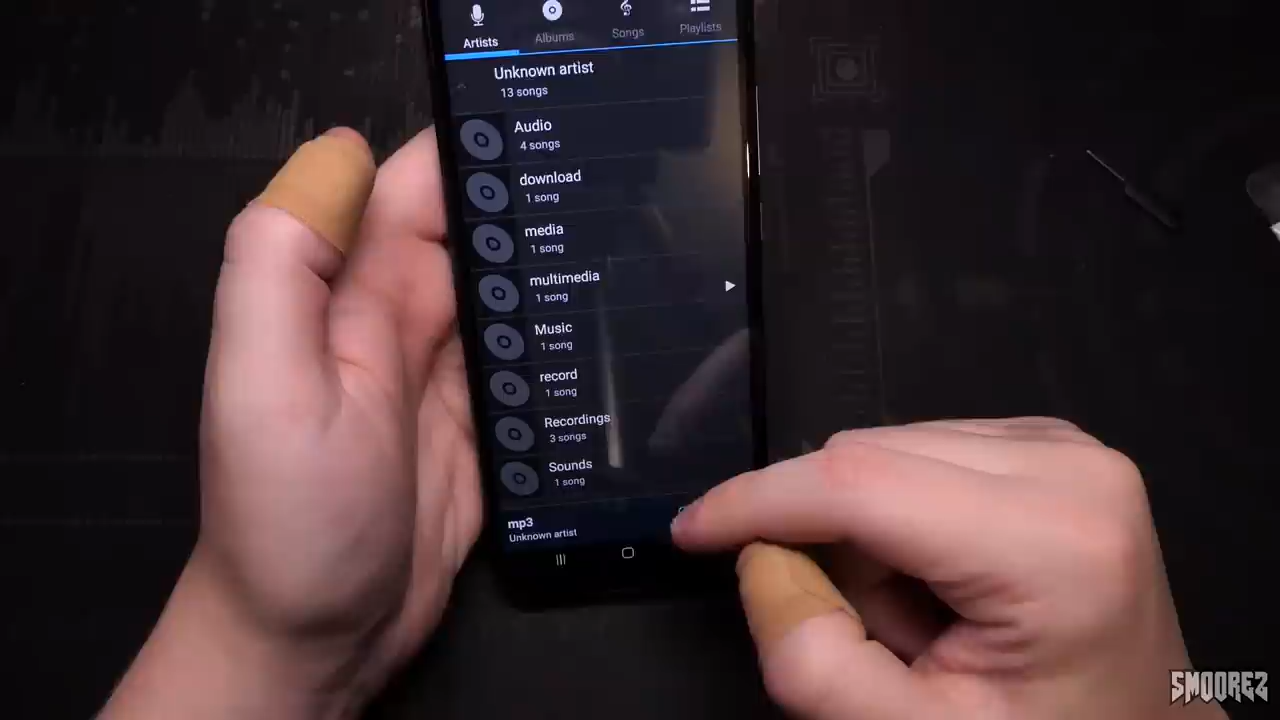 Artists
Albums
Songs
Playlists
Unknown artist
13 songs
Audio
4 songs
download
1 song
media
1 song
multimedia
1 song
Music
1 song
record
1 song
Recordings
3 songs
Sounds
1 song
mp3
Unknown artist
SMOOREZ